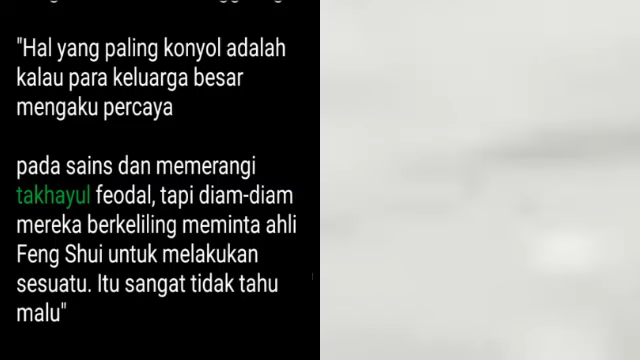 "Hal yang paling konyol adalah
kalau para keluarga besar
mengaku percaya
pada sains dan memerangi
takhayul feodal, tapi diam-diam
mereka berkeliling meminta ahli
Feng Shui untuk melakukan
sesuatu. Itu sangat tidak tahu
malu"